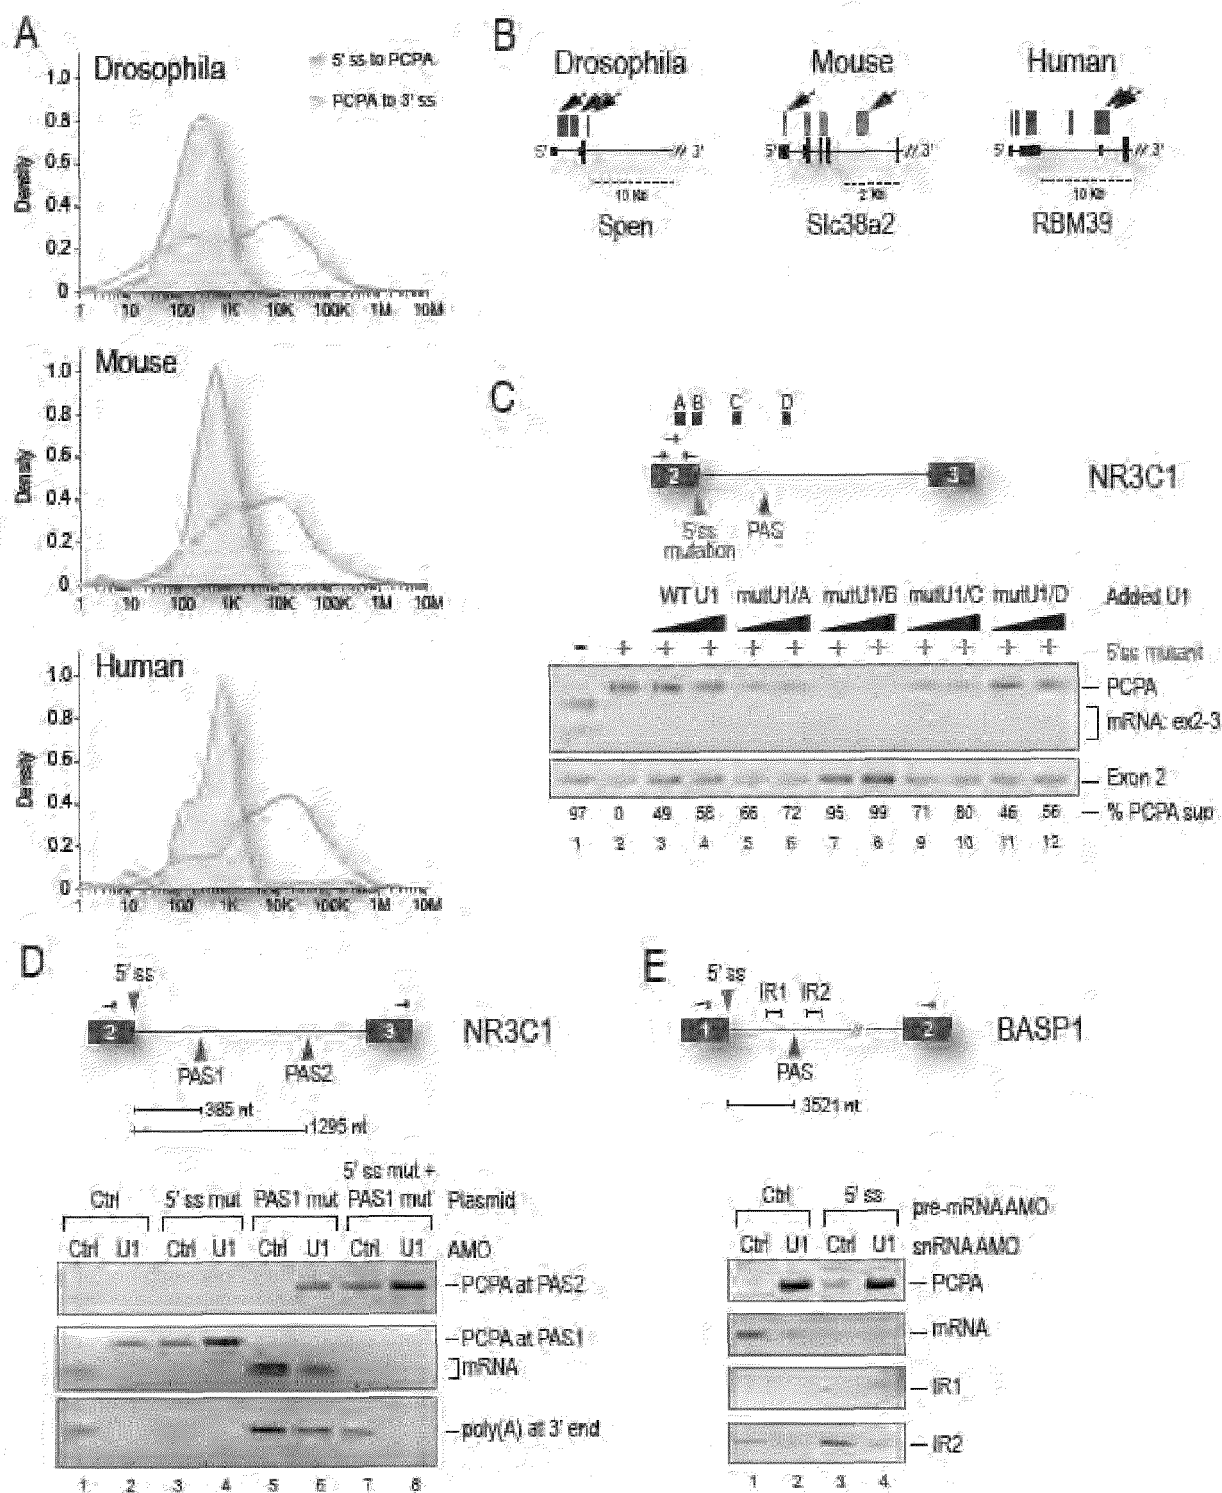 A
Drosophila
5' ss to PCPA
PCPA to 3' ss
Density
1.0
0.8
0.6
0.4
0.2
0
1 10 100 1K 10K 100K 1M 10M
Mouse
Density
1.0
0.8
0.6
0.4
0.2
0
1 10 100 1K 10K 100K 1M 10M
Human
Density
1.0
0.8
0.6
0.4
0.2
0
1 10 100 1K 10K 100K 1M 10M
B
Drosophila Mouse Human
5' // 3' 5' // 3' 5' // 3'
10 Kb 2 Kb 10 Kb
Spen Slc38a2 RBM39
C
A B C D
2 3 NR3C1
5'ss mutation
PAS
WT U1 mutU1/A mutU1/B mutU1/C mutU1/D Added U1
- + + + + + + + + + + + 5'ss mutant
PCPA
mRNA: ex2-3
Exon 2
97 0 49 58 66 72 95 99 71 80 46 56 % PCPA sup
1 2 3 4 5 6 7 8 9 10 11 12
D
5' ss
2 3 NR3C1
PAS1 PAS2
385 nt
1295 nt
5' ss mut +
Ctrl 5' ss mut PAS1 mut PAS1 mut Plasmid
Ctrl U1 Ctrl U1 Ctrl U1 Ctrl U1 AMO
PCPA at PAS2
PCPA at PAS1
mRNA
poly(A) at 3' end
1 2 3 4 5 6 7 8
E
5' ss
IR1 IR2
1 2 BASP1
PAS
3521 nt
Ctrl 5' ss pre-mRNA AMO
Ctrl U1 Ctrl U1 snRNA AMO
PCPA
mRNA
IR1
IR2
1 2 3 4